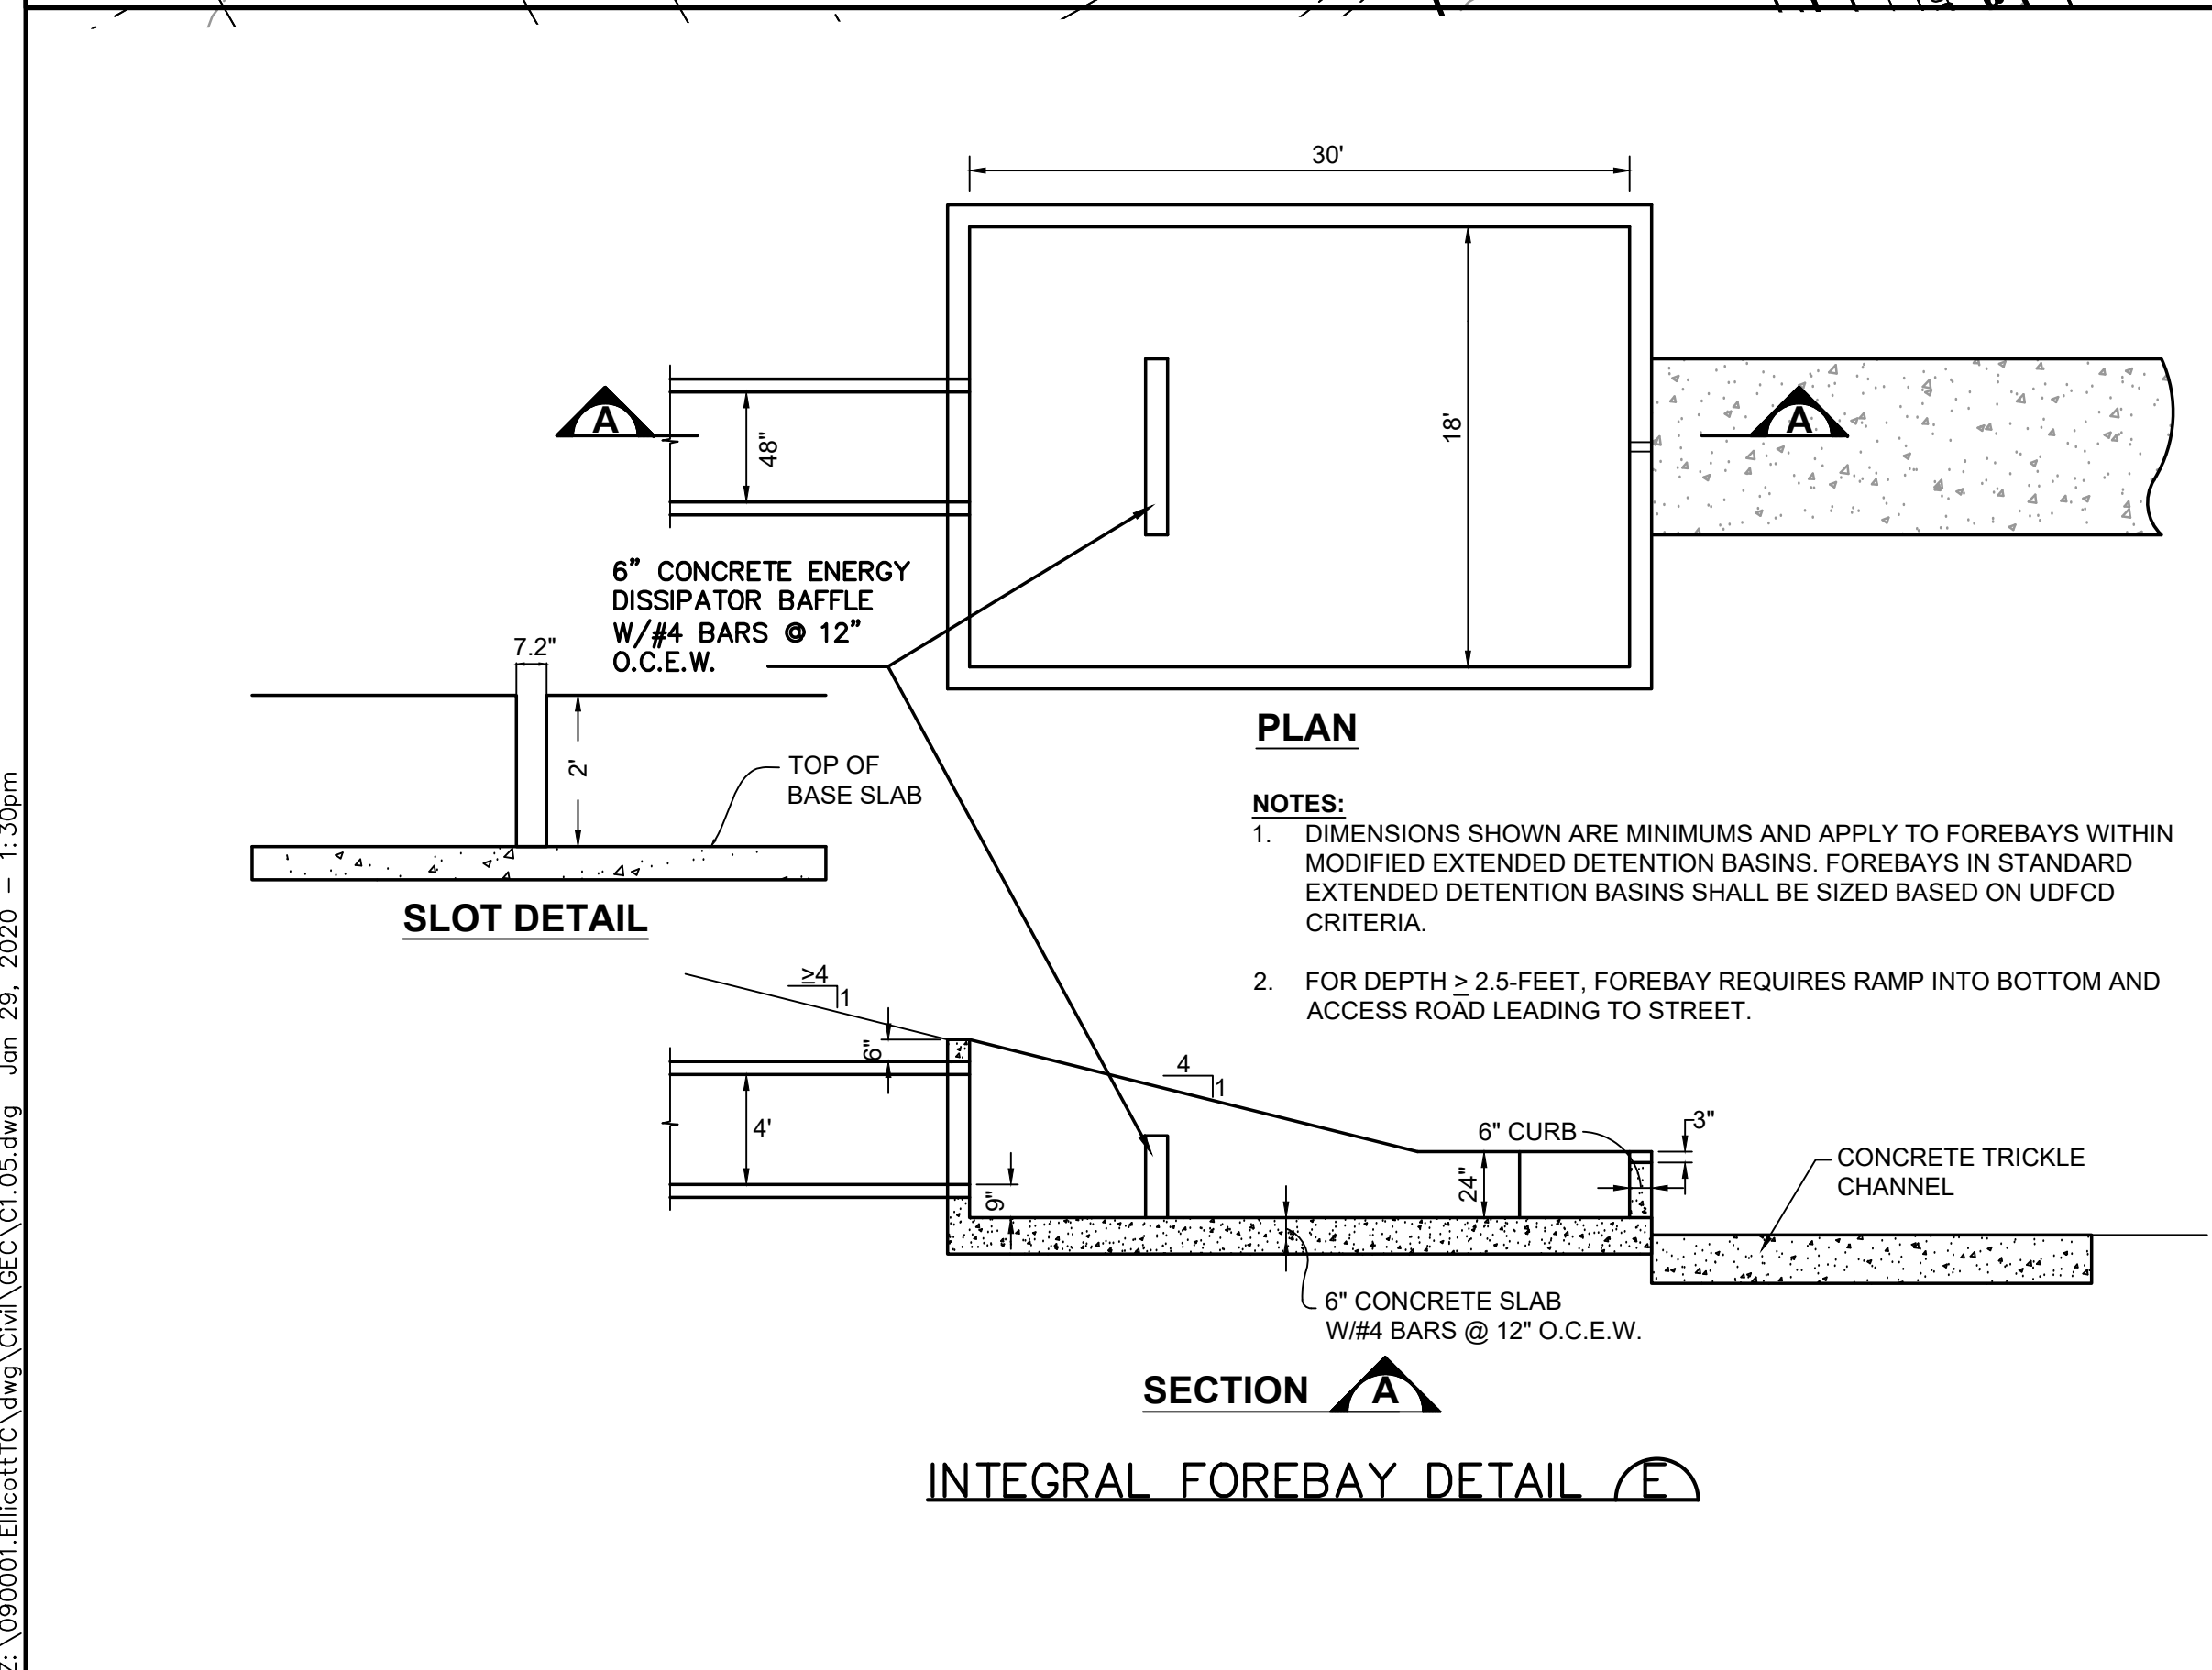 30'
18'
48"
A
A
6” CONCRETE ENERGY
DISSIPATOR BAFFLE
W/#4 BARS @ 12”
O.C.E.W.
7.2"
2'
TOP OF
BASE SLAB
SLOT DETAIL
PLAN
NOTES:
1. DIMENSIONS SHOWN ARE MINIMUMS AND APPLY TO FOREBAYS WITHIN
MODIFIED EXTENDED DETENTION BASINS. FOREBAYS IN STANDARD
EXTENDED DETENTION BASINS SHALL BE SIZED BASED ON UDFCD
CRITERIA.
2. FOR DEPTH ≥ 2.5-FEET, FOREBAY REQUIRES RAMP INTO BOTTOM AND
ACCESS ROAD LEADING TO STREET.
≥4
1
6"
4
1
4'
9"
24"
6" CURB
3"
CONCRETE TRICKLE
CHANNEL
6" CONCRETE SLAB
W/#4 BARS @ 12" O.C.E.W.
SECTION A
INTEGRAL FOREBAY DETAIL E
Z:\090001.EllicottTC\dwg\Civil\GEC\C1.05.dwg Jan 29, 2020 – 1:30pm